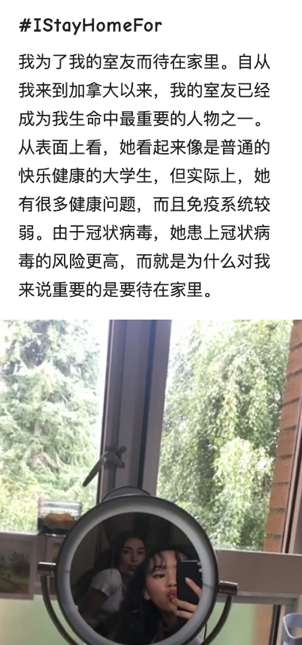 #IStayHomeFor
我为了我的室友而待在家里。自从
我来到加拿大以来，我的室友已经
成为我生命中最重要的人物之一。
从表面上看，她看起来像是普通的
快乐健康的大学生，但实际上，她
有很多健康问题，而且免疫系统较
弱。由于冠状病毒，她患上冠状病
毒的风险更高，而就是为什么对我
来说重要的是要待在家里。